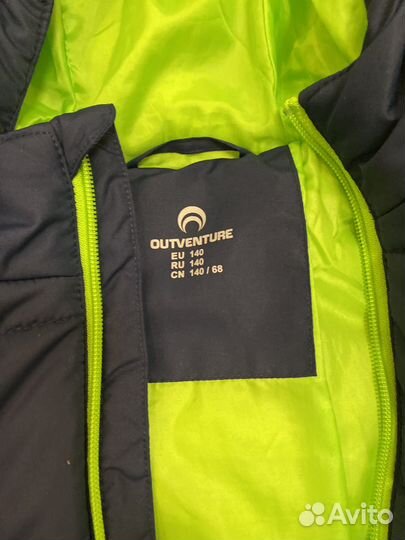 OUTVENTURE
EU 140
RU 140
CN 140 / 68
Avito